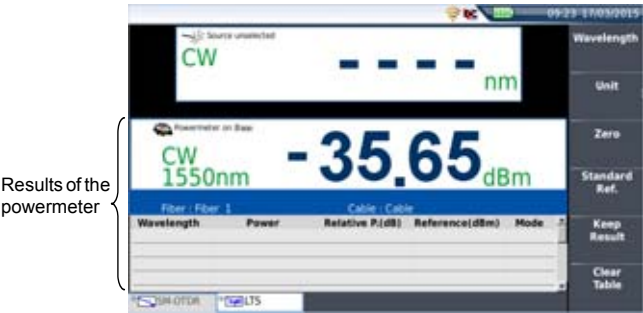 09:23 17/03/2015
Source unselected
CW
- - - -
nm
Wavelength
Unit
Zero
Standard Ref.
Keep Result
Clear Table
Results of the powermeter
Powermeter on Base
CW
1550nm
-35.65 dBm
Fiber : Fiber 1 Cable : Cable
Wavelength Power Relative P.(dB) Reference(dBm) Mode
SM-OTDR LTS